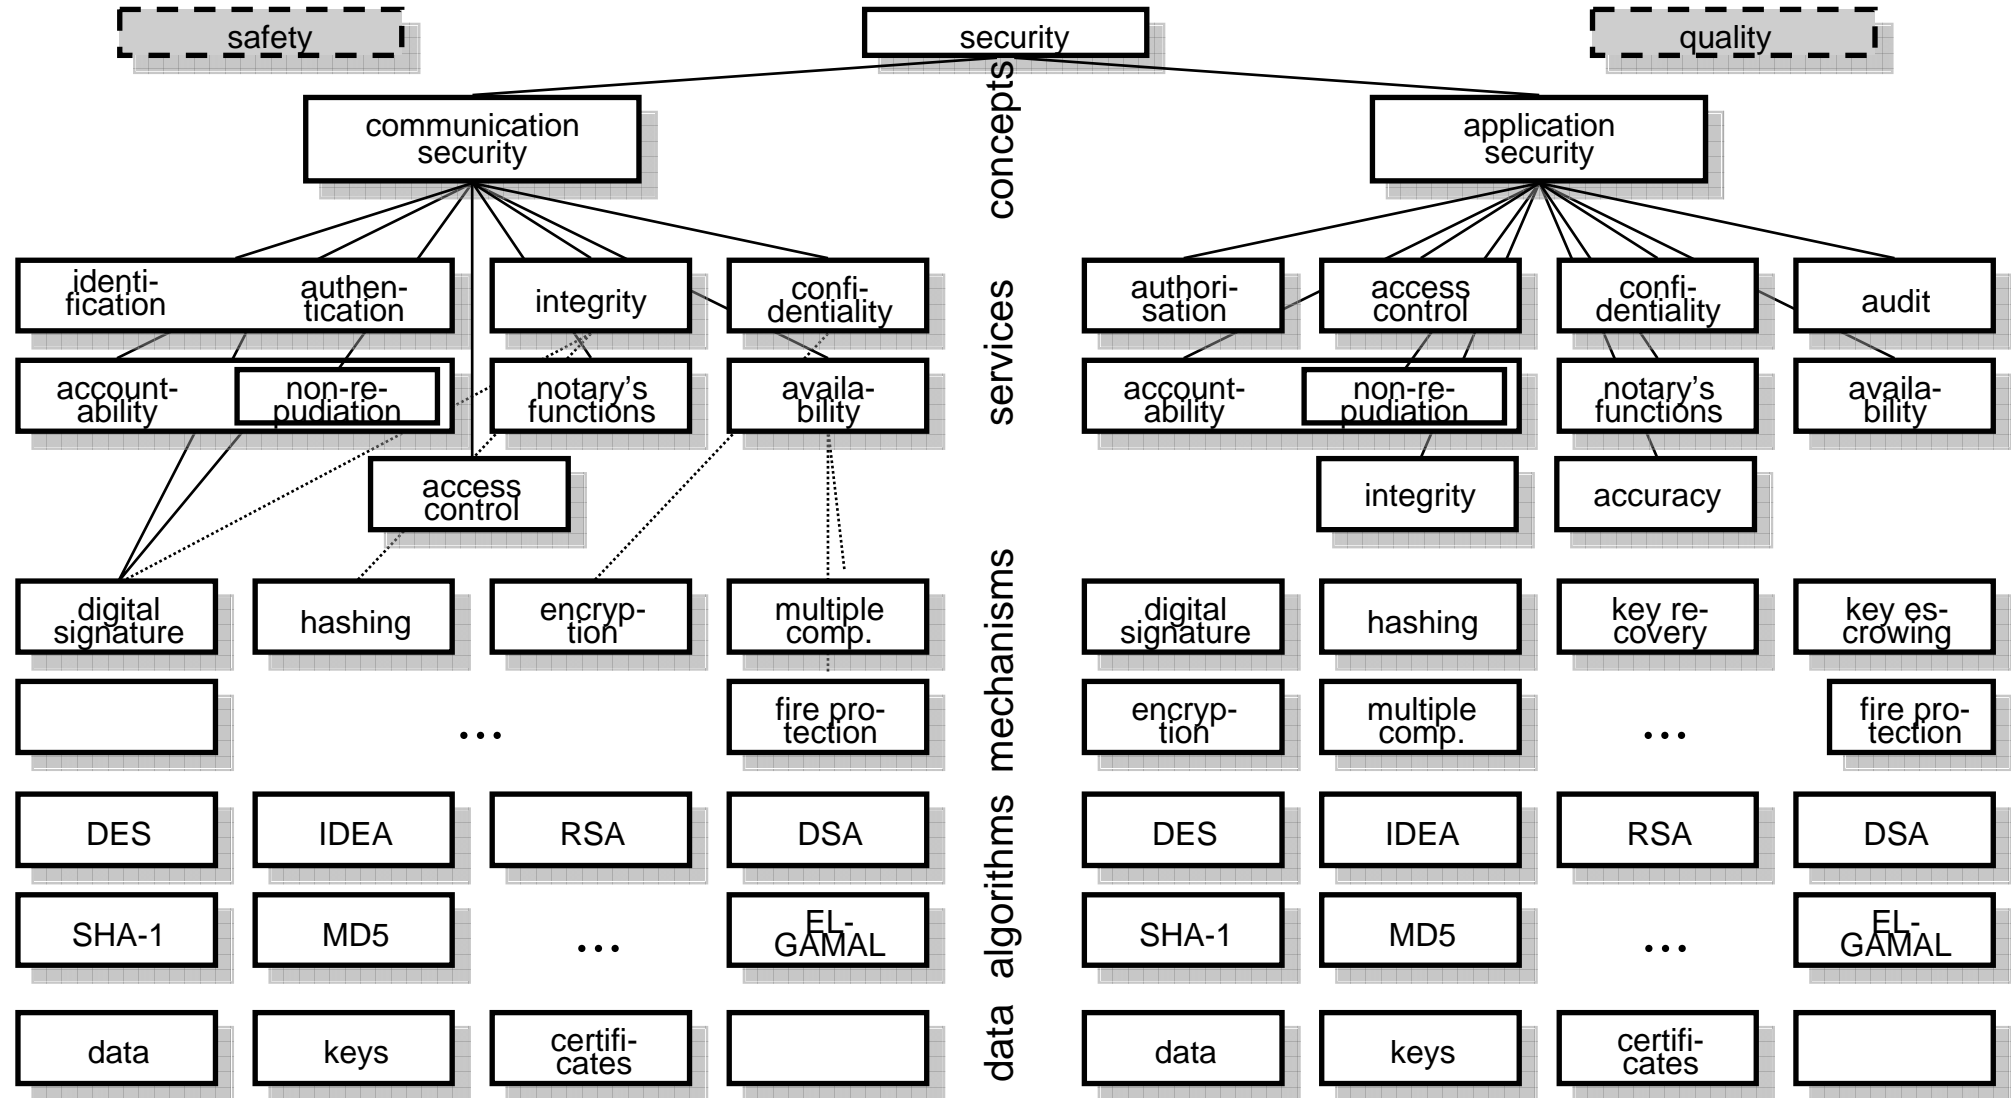 safety
security
quality
concepts
communication
security
application
security
services
identi-
fication
authen-
tication
integrity
confi-
dentiality
authori-
sation
access
control
confi-
dentiality
audit
account-
ability
non-re-
pudiation
notary's
functions
availa-
bility
account-
ability
non-re-
pudiation
notary's
functions
availa-
bility
access
control
integrity
accuracy
mechanisms
digital
signature
hashing
encryp-
tion
multiple
comp.
digital
signature
hashing
key re-
covery
key es-
crowing
...
fire pro-
tection
encryp-
tion
multiple
comp.
...
fire pro-
tection
algorithms
DES
IDEA
RSA
DSA
DES
IDEA
RSA
DSA
SHA-1
MD5
...
EL-
GAMAL
SHA-1
MD5
...
EL-
GAMAL
data
data
keys
certifi-
cates
data
keys
certifi-
cates